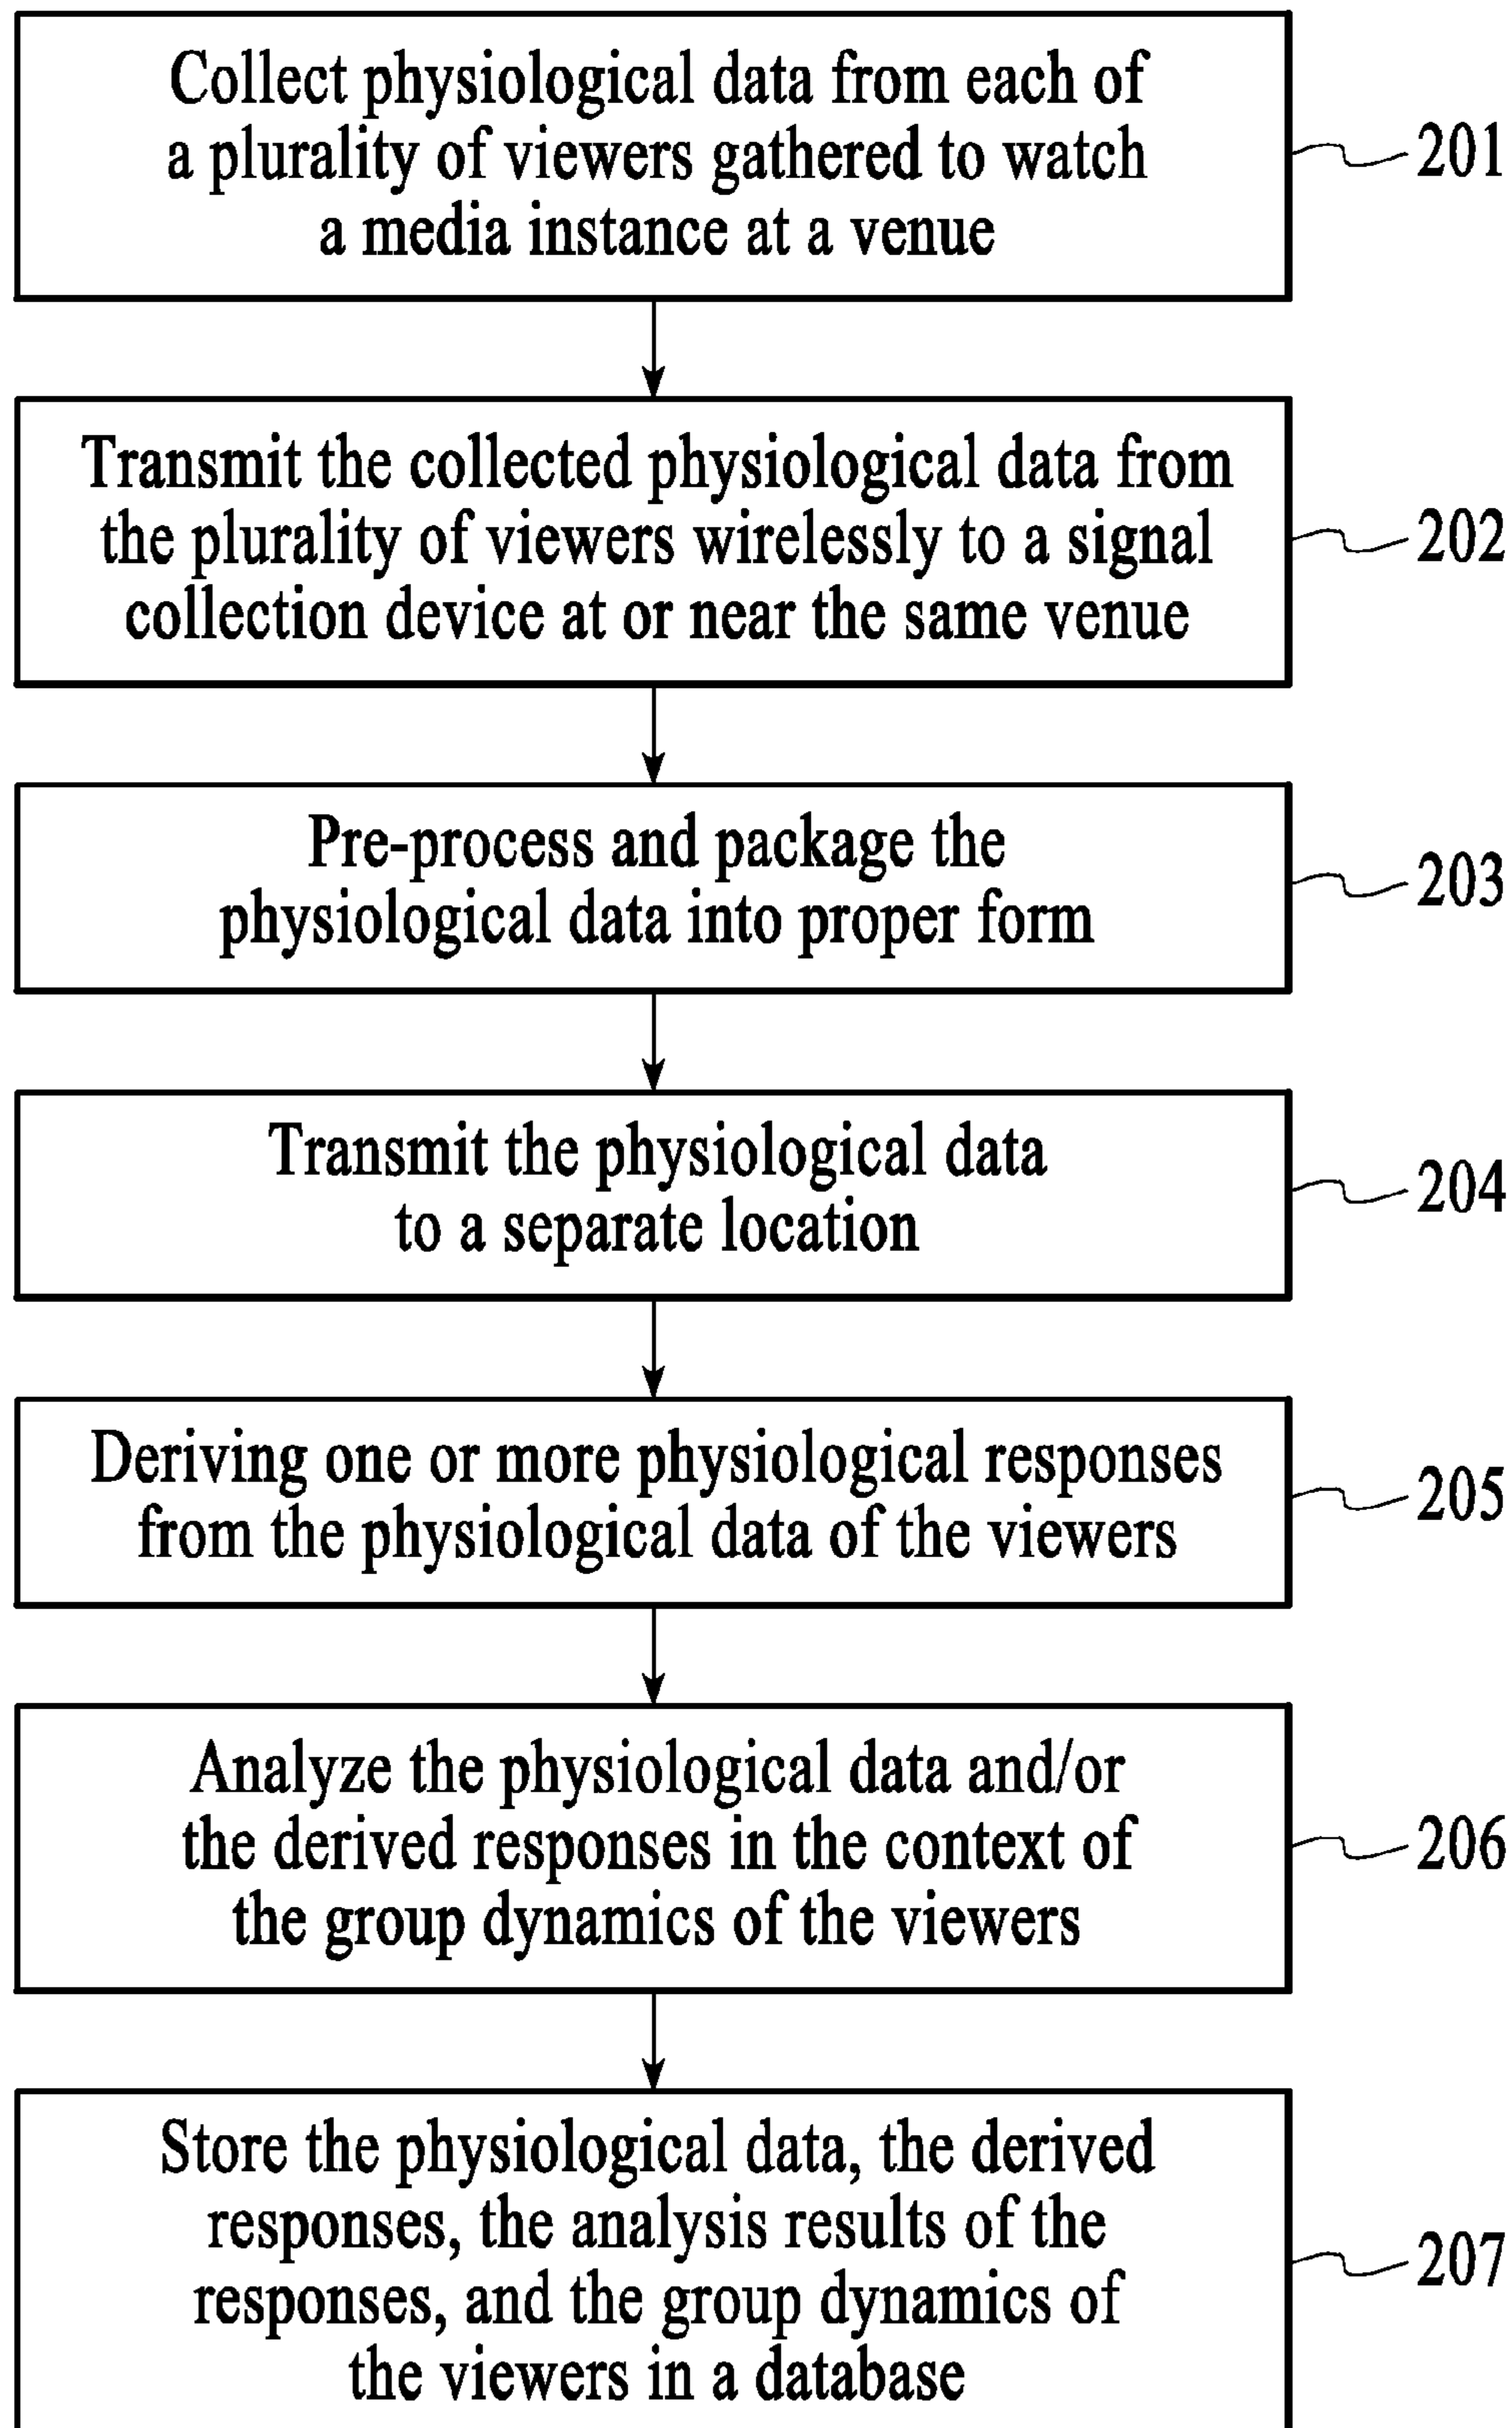 Collect physiological data from each of
a plurality of viewers gathered to watch
a media instance at a venue
201
Transmit the collected physiological data from
the plurality of viewers wirelessly to a signal
collection device at or near the same venue
202
Pre-process and package the
physiological data into proper form
203
Transmit the physiological data
to a separate location
204
Deriving one or more physiological responses
from the physiological data of the viewers
205
Analyze the physiological data and/or
the derived responses in the context of
the group dynamics of the viewers
206
Store the physiological data, the derived
responses, the analysis results of the
responses, and the group dynamics of
the viewers in a database
207